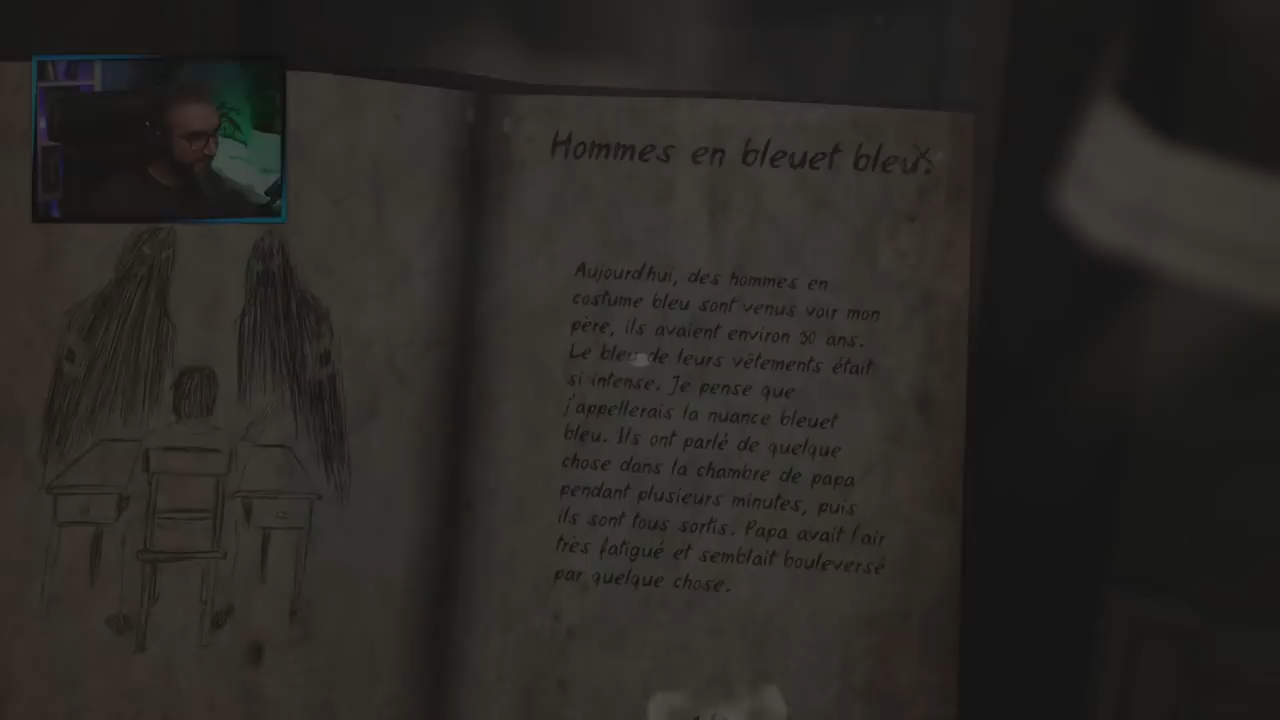 Hommes en bleuet bleu.
Aujourd'hui, des hommes en
costume bleu sont venus voir mon
père, ils avaient environ 30 ans.
Le bleu de leurs vêtements était
si intense. Je pense que
j'appellerais la nuance bleuet
bleu. Ils ont parlé de quelque
chose dans la chambre de papa
pendant plusieurs minutes, puis
ils sont tous sortis. Papa avait l'air
très fatigué et semblait bouleversé
par quelque chose.